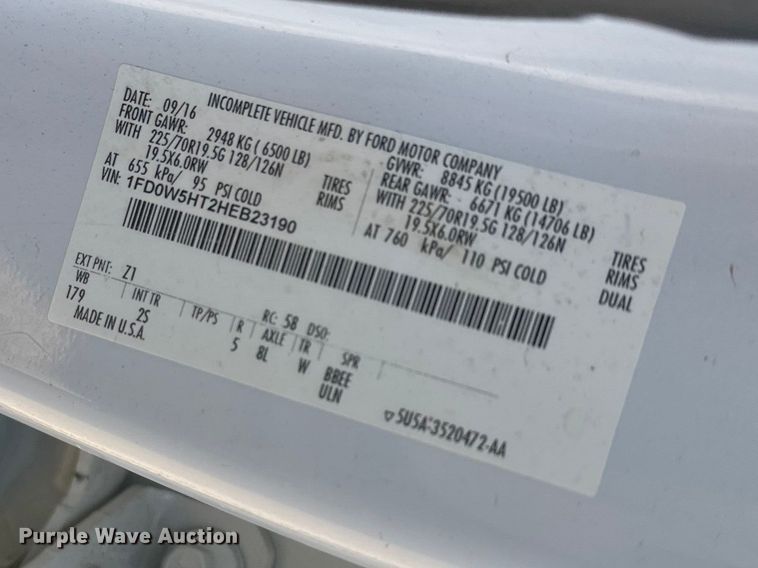 INCOMPLETE VEHICLE MFD. BY FORD MOTOR COMPANY
DATE: 09/16
GVWR: 8845 KG (19500 LB)
FRONT GAWR: 2948 KG (6500 LB)
REAR GAWR: 6671 KG (14706 LB)
WITH 225/70R19.5G 128/126N TIRES
WITH 225/70R19.5G 128/126N TIRES
19.5X6.0RW RIMS
19.5X6.0RW RIMS
AT 655 kPa/ 95 PSI COLD
AT 760 kPa/ 110 PSI COLD DUAL
VIN: 1FD0W5HT2HEB23190
EXT PNT: Z1
RC: 58 DSO:
WB INT TR TP/PS R AXLE TR SPR
179 25 5 8L W BBEE
MADE IN U.S.A. ULN
5U5A-3520472-AA
Purple Wave Auction